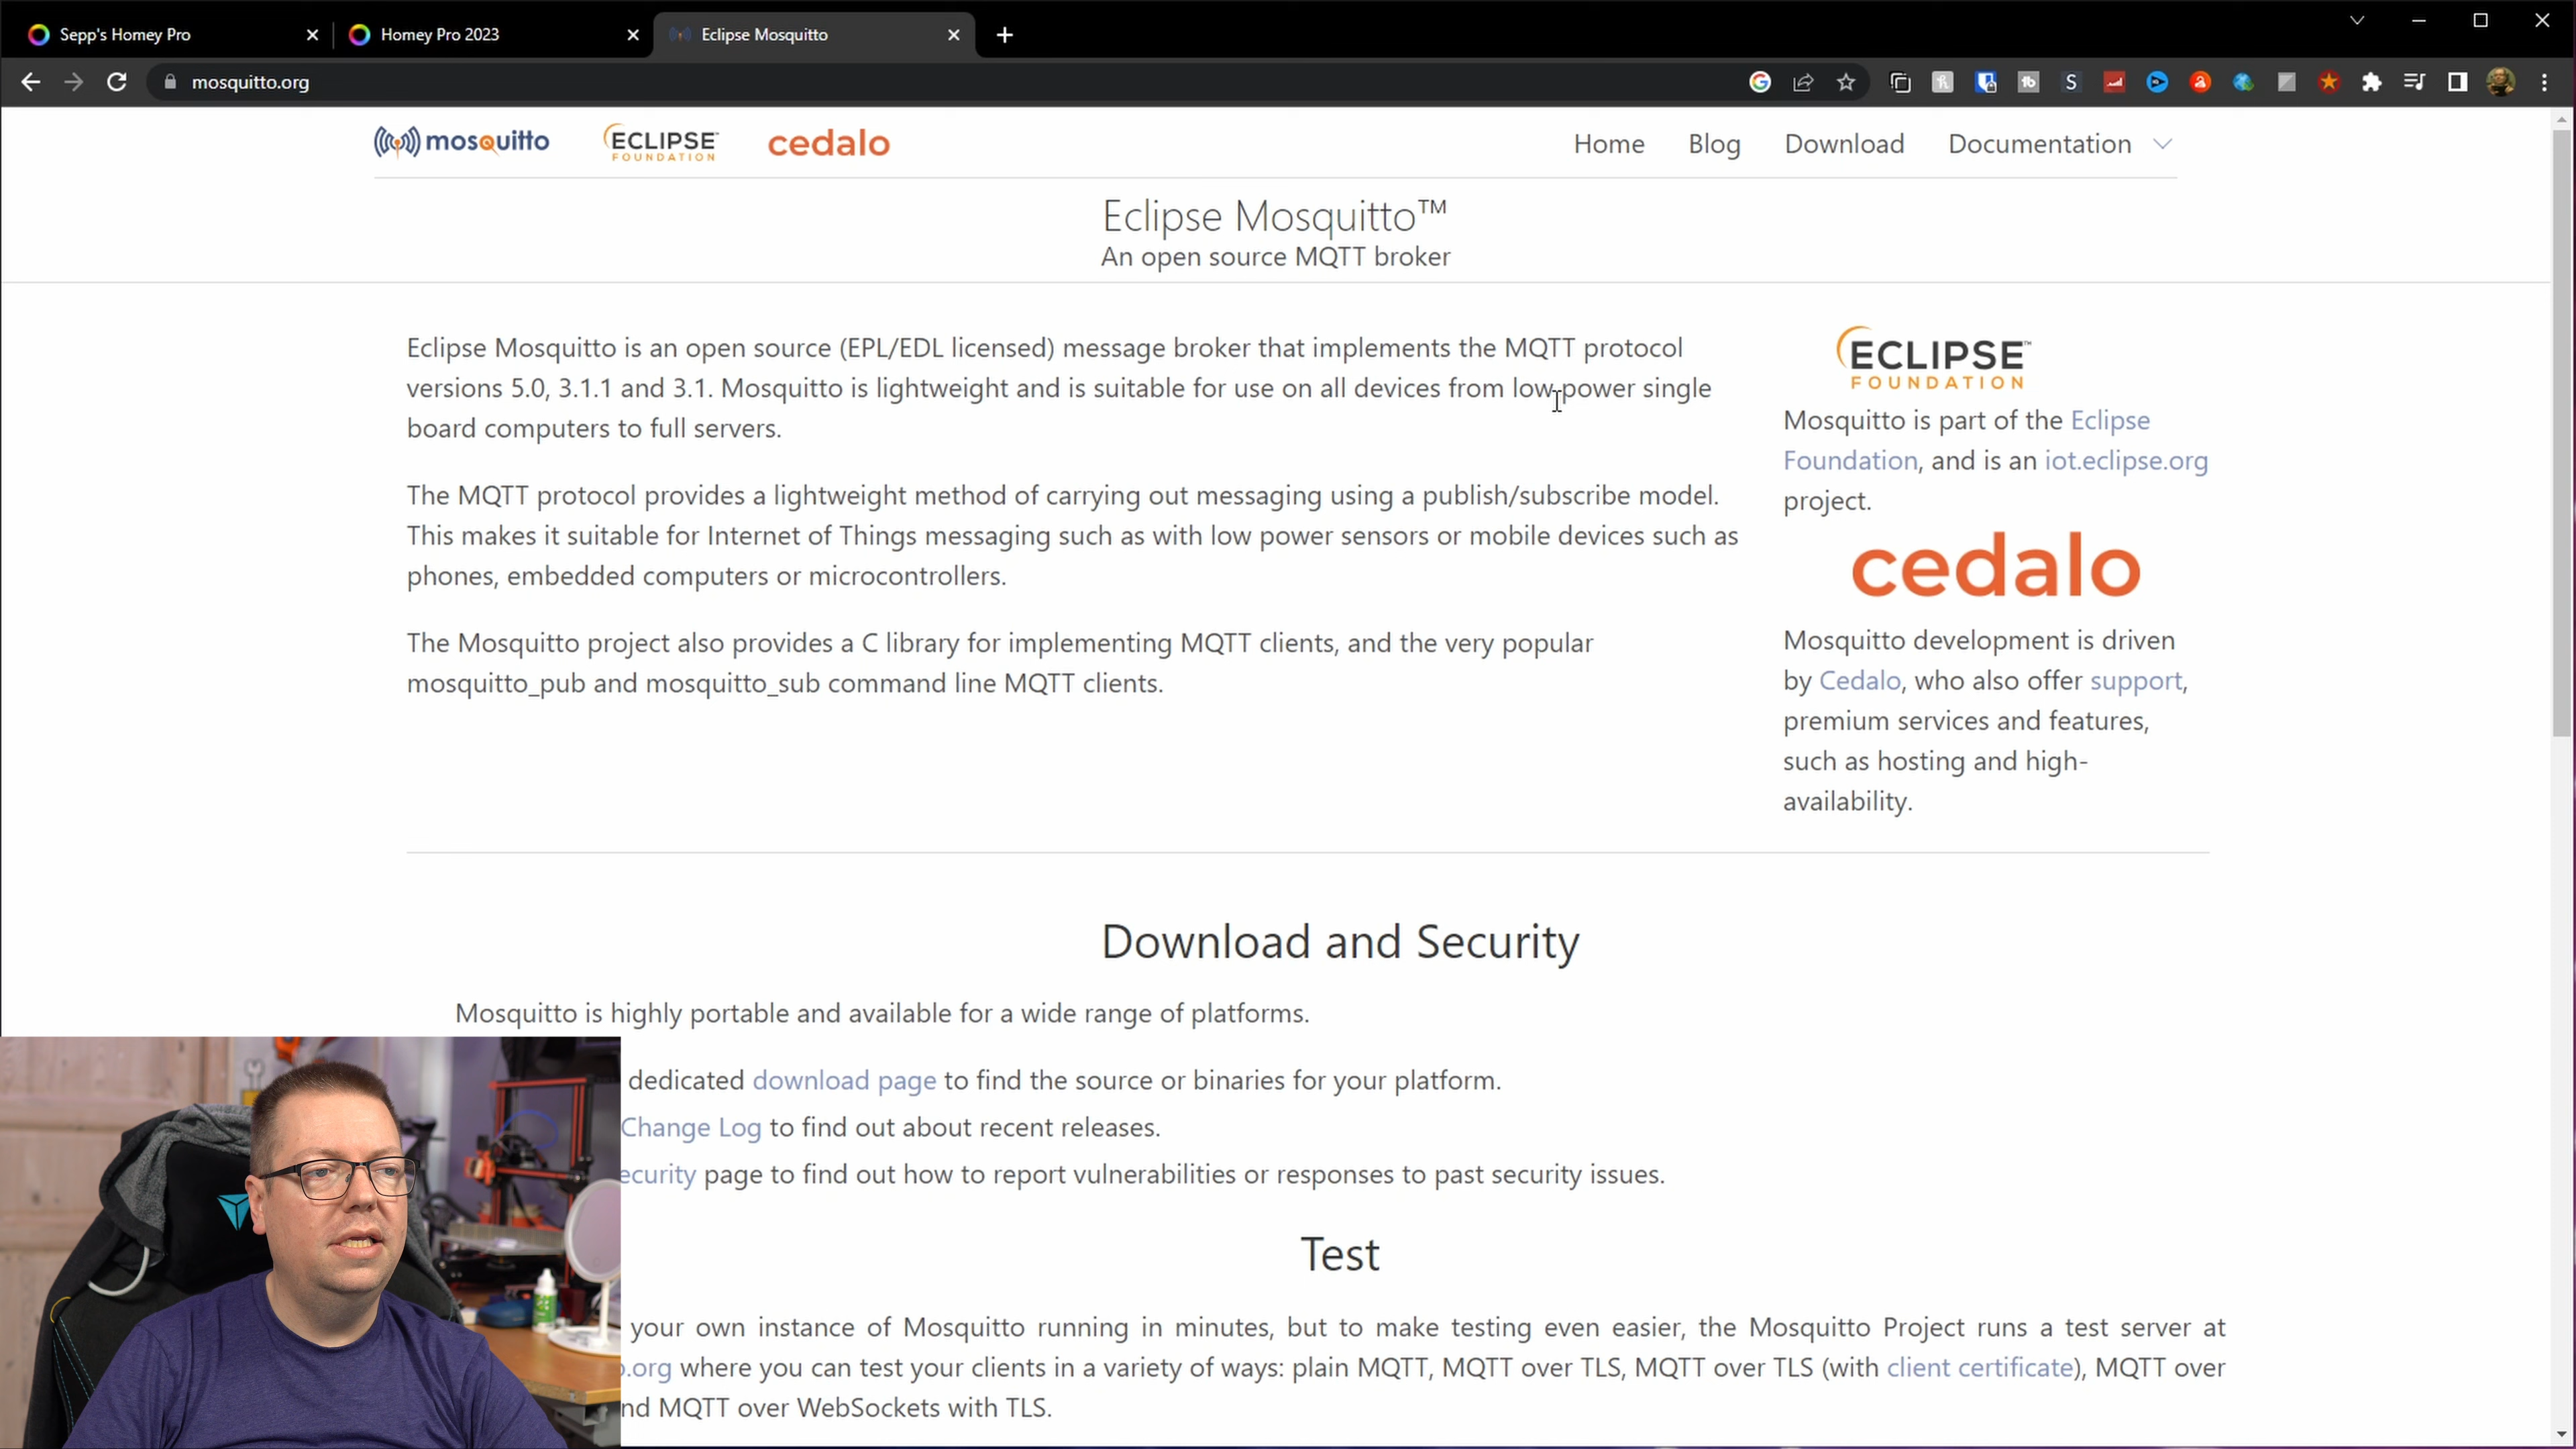 Sepp's Homey Pro
Homey Pro 2023
Eclipse Mosquitto
mosquitto.org
mosquitto
ECLIPSE™
FOUNDATION
cedalo
Home
Blog
Download
Documentation
Eclipse Mosquitto™
An open source MQTT broker
Eclipse Mosquitto is an open source (EPL/EDL licensed) message broker that implements the MQTT protocol
versions 5.0, 3.1.1 and 3.1. Mosquitto is lightweight and is suitable for use on all devices from low power single
board computers to full servers.
The MQTT protocol provides a lightweight method of carrying out messaging using a publish/subscribe model.
This makes it suitable for Internet of Things messaging such as with low power sensors or mobile devices such as
phones, embedded computers or microcontrollers.
The Mosquitto project also provides a C library for implementing MQTT clients, and the very popular
mosquitto_pub and mosquitto_sub command line MQTT clients.
ECLIPSE™
FOUNDATION
Mosquitto is part of the Eclipse
Foundation, and is an iot.eclipse.org
project.
cedalo
Mosquitto development is driven
by Cedalo, who also offer support,
premium services and features,
such as hosting and high-
availability.
Download and Security
Mosquitto is highly portable and available for a wide range of platforms.
dedicated download page to find the source or binaries for your platform.
Change Log to find out about recent releases.
ecurity page to find out how to report vulnerabilities or responses to past security issues.
Test
your own instance of Mosquitto running in minutes, but to make testing even easier, the Mosquitto Project runs a test server at
.org where you can test your clients in a variety of ways: plain MQTT, MQTT over TLS, MQTT over TLS (with client certificate), MQTT over
nd MQTT over WebSockets with TLS.